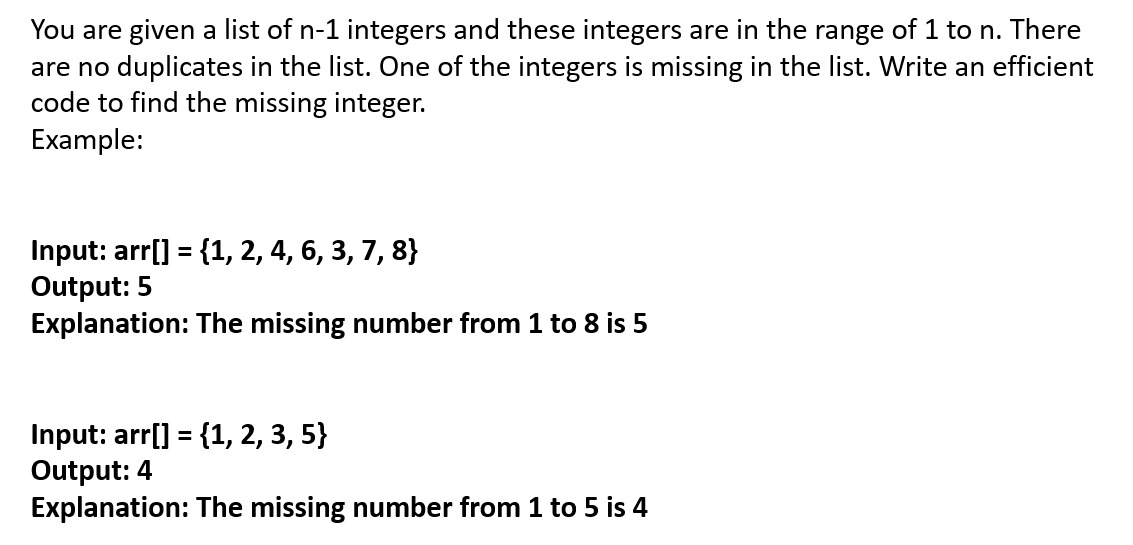 You are given a list of n-1 integers and these integers are in the range of 1 to n. There
are no duplicates in the list. One of the integers is missing in the list. Write an efficient
code to find the missing integer.
Example:
Input: arr[] = {1, 2, 4, 6, 3, 7, 8}
Output: 5
Explanation: The missing number from 1 to 8 is 5
Input: arr[] = {1, 2, 3, 5}
Output: 4
Explanation: The missing number from 1 to 5 is 4